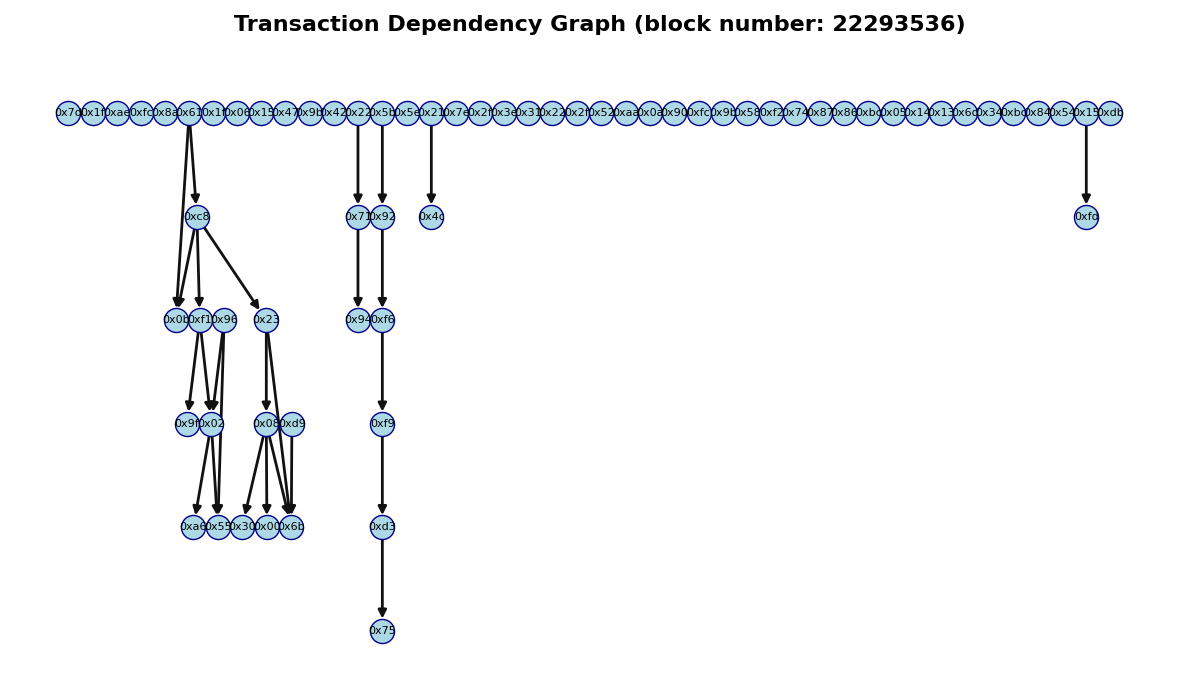 Transaction Dependency Graph (block number: 22293536)
0x7d 0x1f 0xae 0xfc 0x8a 0x61 0x1f 0x06 0x15 0x47 0x9b 0x42 0x22 0x5b 0x5e 0x21 0x7e 0x2f 0x3e 0x31 0x22 0x2f 0x52 0xaa 0x0a 0x90 0xfc 0x9b 0x58 0xf2 0x74 0x87 0x86 0xbc 0x05 0x14 0x13 0x6c 0x34 0xbc 0x84 0x54 0x15 0xdb
0xc8 0x71 0x92 0x4c 0xfd
0x0b 0xf1 0x96 0x23 0x94 0xf6
0x9f 0x02 0x08 0xd9 0xf9
0xa6 0x55 0x30 0x00 0x6b 0xd3
0x75